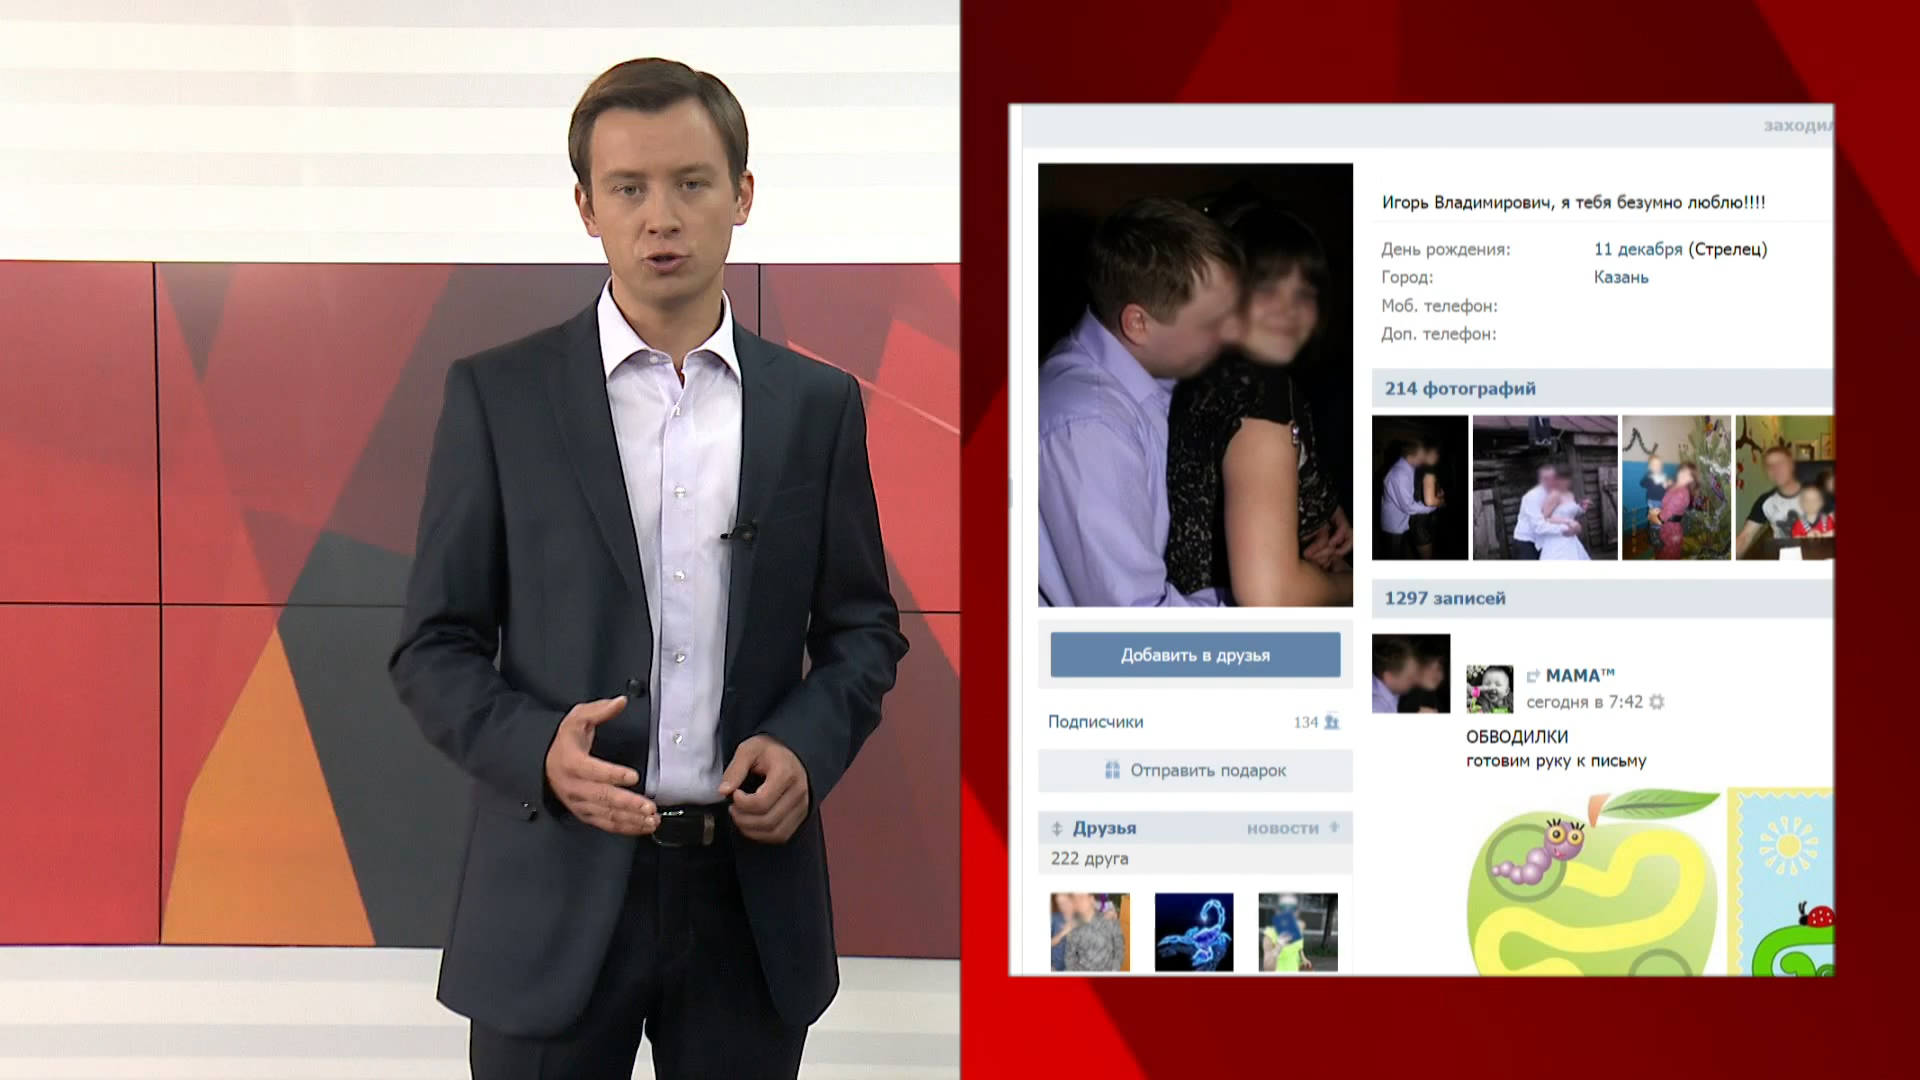 заходил
Игорь Владимирович, я тебя безумно люблю!!!!
День рождения: 11 декабря (Стрелец)
Город: Казань
Моб. телефон:
Доп. телефон:
214 фотографий
1297 записей
МАМА™
сегодня в 7:42
ОБВОДИЛКИ
готовим руку к письму
Добавить в друзья
Подписчики 134
Отправить подарок
Друзья новости
222 друга